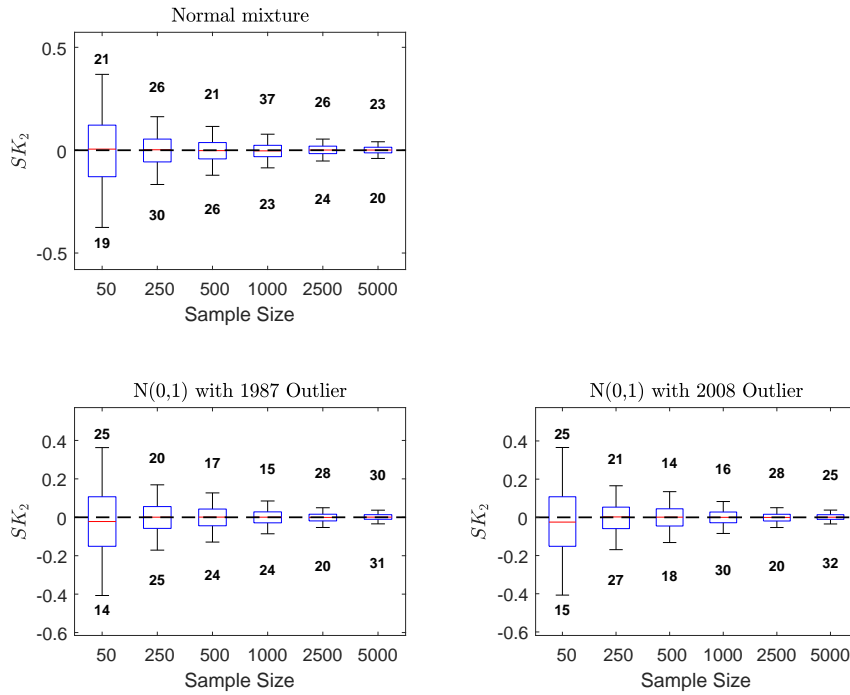 Normal mixture
0.5
0
-0.5
SK2
21 26 21 37 26 23
19 30 26 23 24 20
50 250 500 1000 2500 5000
Sample Size
N(0,1) with 1987 Outlier
0.4
0.2
0
-0.2
-0.4
-0.6
SK2
25 20 17 15 28 30
14 25 24 24 20 31
50 250 500 1000 2500 5000
Sample Size
N(0,1) with 2008 Outlier
0.4
0.2
0
-0.2
-0.4
-0.6
SK2
25 21 14 16 28 25
15 27 18 30 20 32
50 250 500 1000 2500 5000
Sample Size